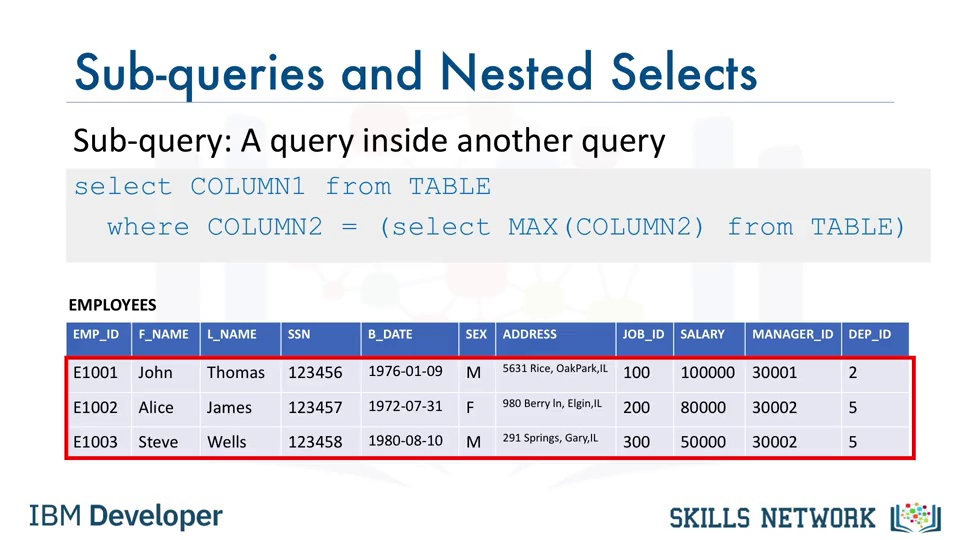 Sub-queries and Nested Selects
Sub-query: A query inside another query
select COLUMN1 from TABLE
where COLUMN2 = (select MAX(COLUMN2) from TABLE)
EMPLOYEES
EMP_ID F_NAME L_NAME SSN B_DATE SEX ADDRESS JOB_ID SALARY MANAGER_ID DEP_ID
E1001 John Thomas 123456 1976-01-09 M 5631 Rice, OakPark,IL 100 100000 30001 2
E1002 Alice James 123457 1972-07-31 F 980 Berry ln, Elgin,IL 200 80000 30002 5
E1003 Steve Wells 123458 1980-08-10 M 291 Springs, Gary,IL 300 50000 30002 5
IBM Developer
SKILLS NETWORK